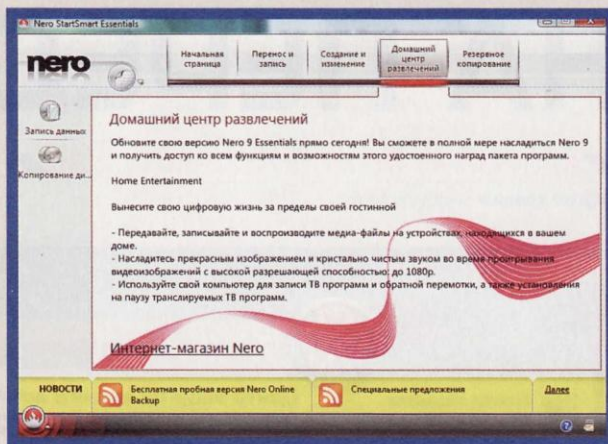 Nero StartSmart Essentials
nero
Начальная
страница
Перенос и
запись
Создание и
изменение
Домашний
центр
развлечений
Резервное
копирование
Запись данных
Копирование ди...
Домашний центр развлечений
Обновите свою версию Nero 9 Essentials прямо сегодня! Вы сможете в полной мере насладиться Nero 9
и получить доступ ко всем функциям и возможностям этого удостоенного наград пакета программ.
Home Entertainment
Вынесите свою цифровую жизнь за пределы своей гостинной
- Передавайте, записывайте и воспроизводите медиа-файлы на устройствах, находящихся в вашем
доме.
- Насладитесь прекрасным изображением и кристально чистым звуком во время проигрывания
видеоизображений с высокой разрешающей способностью: до 1080p.
- Используйте свой компьютер для записи ТВ программ и обратной перемотки, а также установления
на паузу транслируемых ТВ программ.
Интернет-магазин Nero
НОВОСТИ
Бесплатная пробная версия Nero Online
Backup
Специальные предложения
Далее